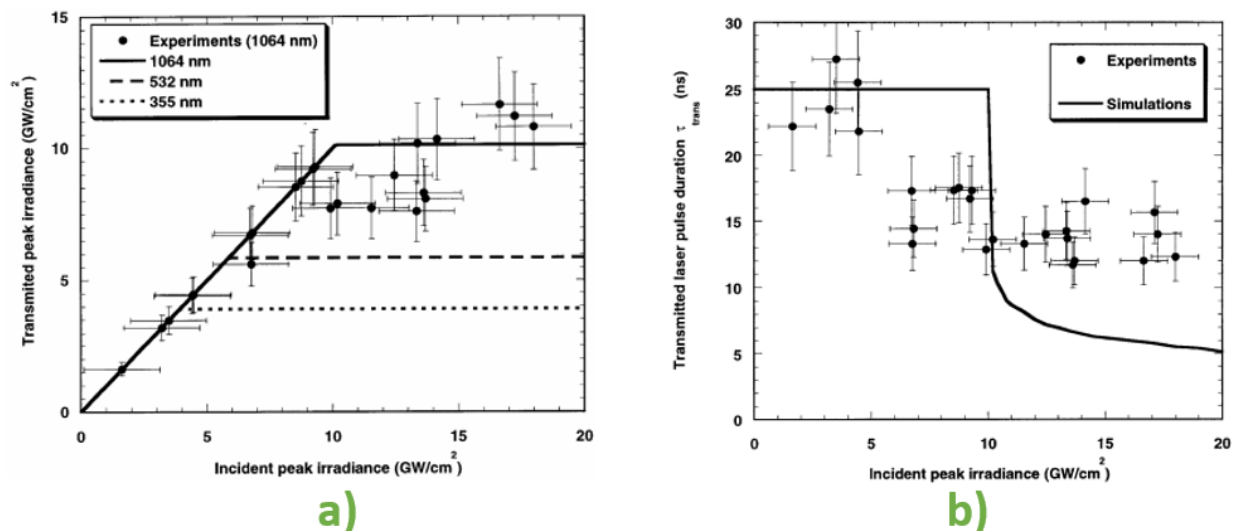 15
Experiments (1064 nm)
1064 nm
532 nm
355 nm
10
5
0
0 5 10 15 20
Transmited peak irradiance (GW/cm²)
Incident peak irradiance (GW/cm²)
a)
30
Experiments
Simulations
25
20
15
10
5
0
0 5 10 15 20
Transmitted laser pulse duration τ trans (ns)
Incident peak irradiance (GW/cm²)
b)